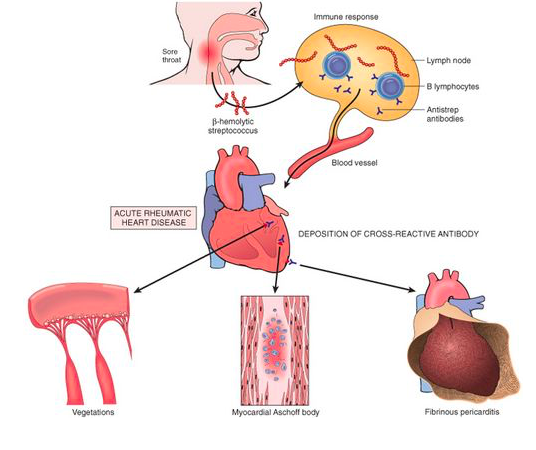 Immune response
Sore
throat
Lymph node
B lymphocytes
Antistrep
antibodies
β-hemolytic
streptococcus
Blood vessel
ACUTE RHEUMATIC
HEART DISEASE
DEPOSITION OF CROSS-REACTIVE ANTIBODY
Vegetations
Myocardial Aschoff body
Fibrinous pericarditis